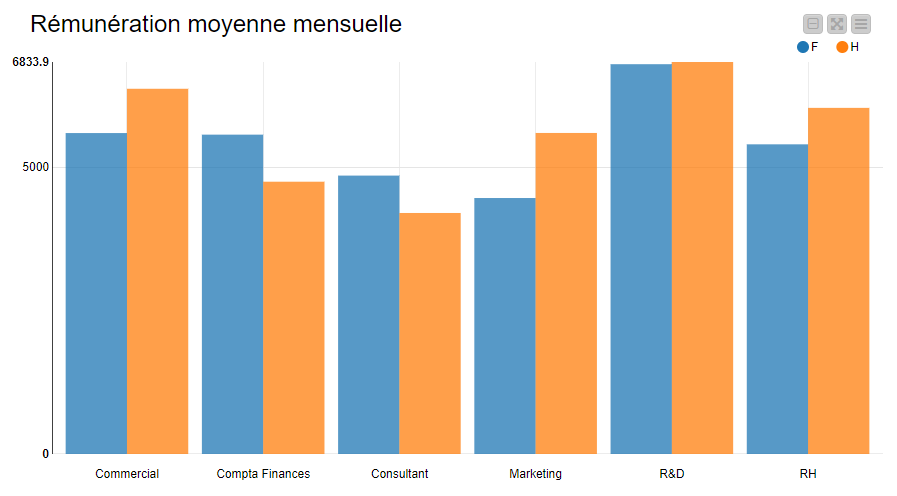 Rémunération moyenne mensuelle
F H
6833.9
5000
0
Commercial Compta Finances Consultant Marketing R&D RH